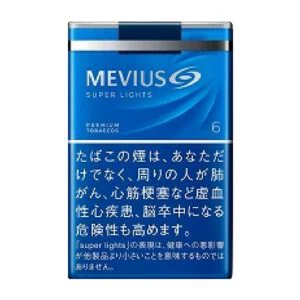 MEVIUS
SUPER LIGHTS
PREMIUM
TOBACCOS
6
たばこの煙は、あなただ
けでなく、周りの人が肺
がん、心筋梗塞など虚血
性心疾患、脳卒中になる
危険性も高めます。
「super lights」の表現は、健康への悪影響
が他製品より小さいことを意味するものでは
ありません。